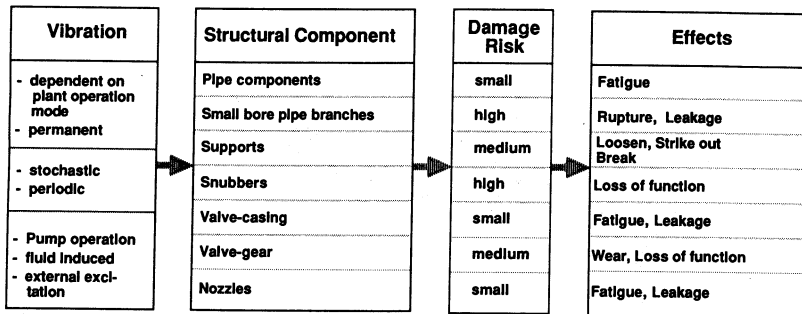 Vibration
- dependent on
plant operation
mode
- permanent
- stochastic
- periodic
- Pump operation
- fluid induced
- external exci-
tation
Structural Component
Pipe components
Small bore pipe branches
Supports
Snubbers
Valve-casing
Valve-gear
Nozzles
Damage
Risk
small
high
medium
high
small
medium
small
Effects
Fatigue
Rupture, Leakage
Loosen, Strike out
Break
Loss of function
Fatigue, Leakage
Wear, Loss of function
Fatigue, Leakage